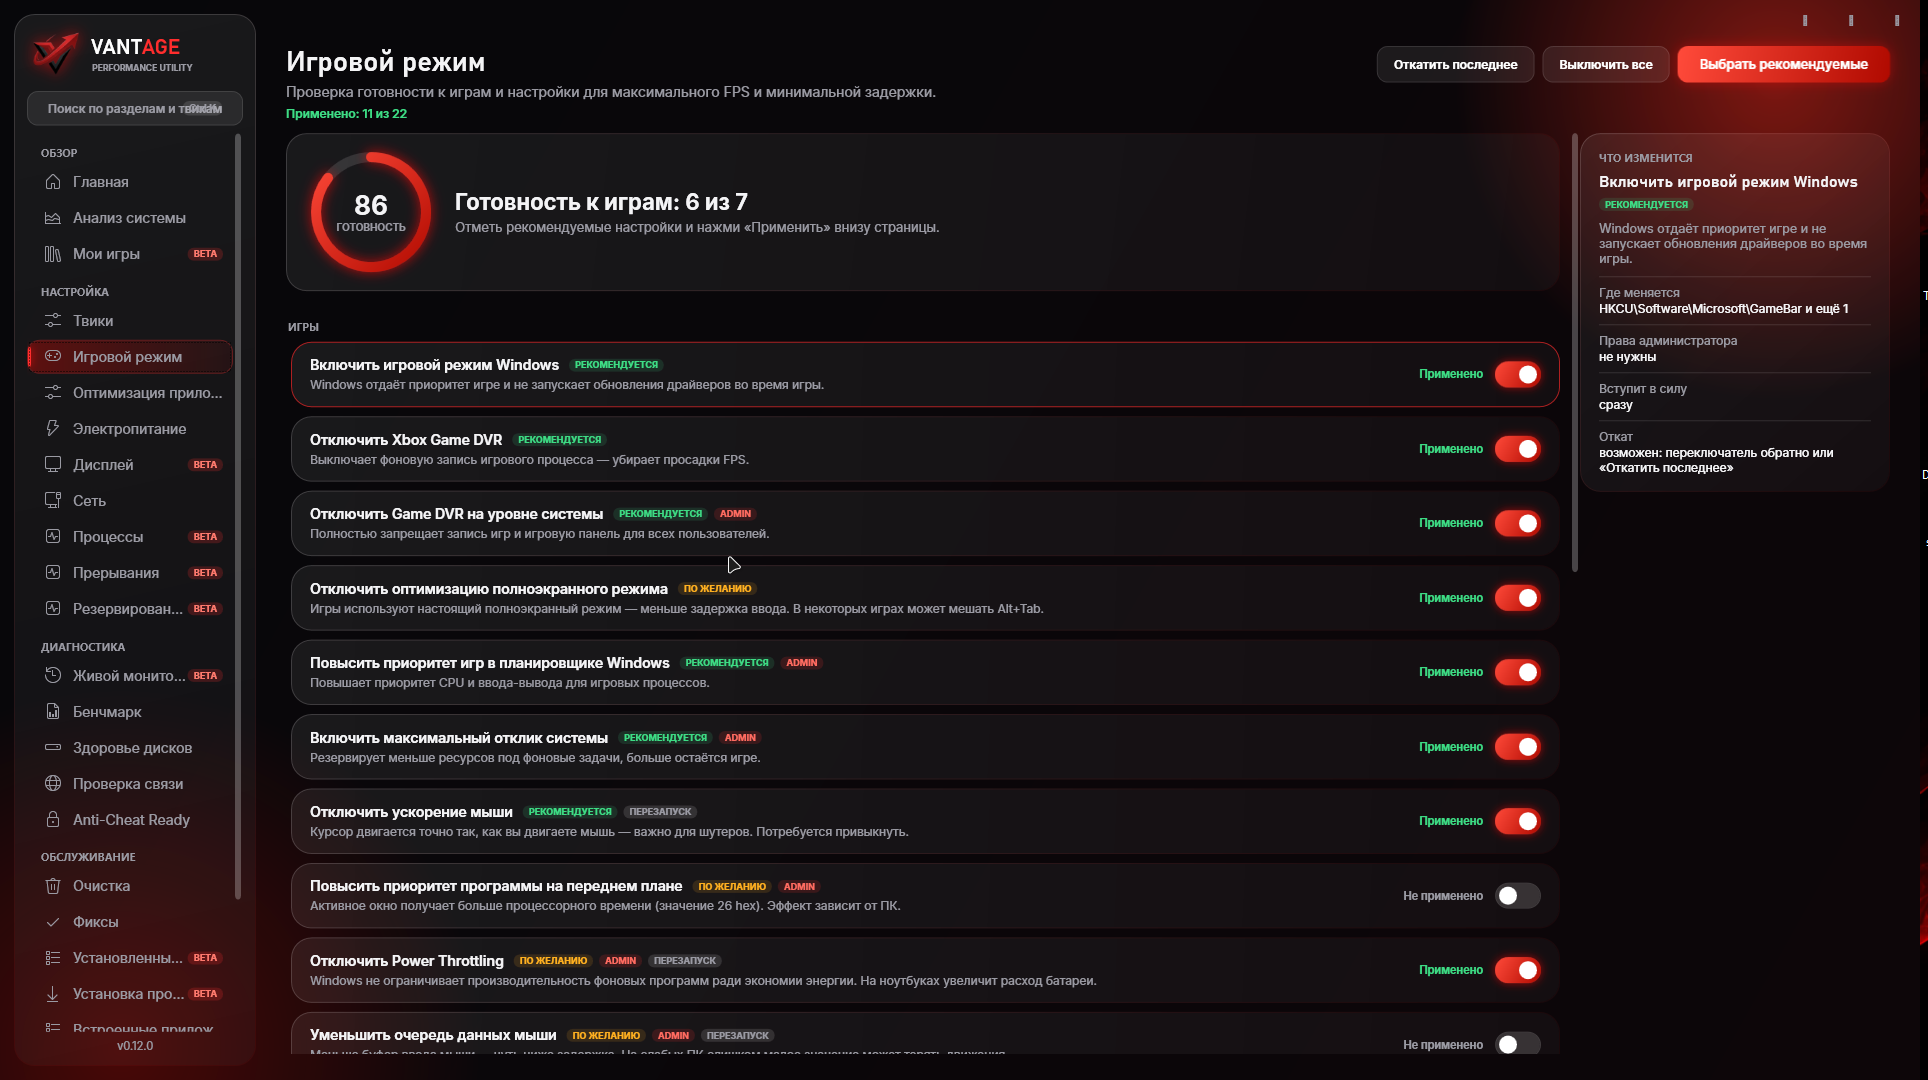 VANTAGE
PERFORMANCE UTILITY
Поиск по разделам и твикам
ОБЗОР
Главная
Анализ системы
Мои игры BETA
НАСТРОЙКА
Твики
Игровой режим
Оптимизация прило...
Электропитание
Дисплей BETA
Сеть
Процессы BETA
Прерывания BETA
Резервирован... BETA
ДИАГНОСТИКА
Живой монито... BETA
Бенчмарк
Здоровье дисков
Проверка связи
Anti-Cheat Ready
ОБСЛУЖИВАНИЕ
Очистка
Фиксы
Установленны... BETA
Установка про... BETA
Встроенные прилож
v0.12.0
Игровой режим
Проверка готовности к играм и настройки для максимального FPS и минимальной задержки.
Применено: 11 из 22
Откатить последнее
Выключить все
Выбрать рекомендуемые
86
ГОТОВНОСТЬ
Готовность к играм: 6 из 7
Отметь рекомендуемые настройки и нажми «Применить» внизу страницы.
ИГРЫ
Включить игровой режим Windows РЕКОМЕНДУЕТСЯ
Windows отдаёт приоритет игре и не запускает обновления драйверов во время игры.
Применено
Отключить Xbox Game DVR РЕКОМЕНДУЕТСЯ
Выключает фоновую запись игрового процесса — убирает просадки FPS.
Применено
Отключить Game DVR на уровне системы РЕКОМЕНДУЕТСЯ ADMIN
Полностью запрещает запись игр и игровую панель для всех пользователей.
Применено
Отключить оптимизацию полноэкранного режима ПО ЖЕЛАНИЮ
Игры используют настоящий полноэкранный режим — меньше задержка ввода. В некоторых играх может мешать Alt+Tab.
Применено
Повысить приоритет игр в планировщике Windows РЕКОМЕНДУЕТСЯ ADMIN
Повышает приоритет CPU и ввода-вывода для игровых процессов.
Применено
Включить максимальный отклик системы РЕКОМЕНДУЕТСЯ ADMIN
Резервирует меньше ресурсов под фоновые задачи, больше остаётся игре.
Применено
Отключить ускорение мыши РЕКОМЕНДУЕТСЯ ПЕРЕЗАПУСК
Курсор двигается точно так, как вы двигаете мышь — важно для шутеров. Потребуется привыкнуть.
Применено
Повысить приоритет программы на переднем плане ПО ЖЕЛАНИЮ ADMIN
Активное окно получает больше процессорного времени (значение 26 hex). Эффект зависит от ПК.
Не применено
Отключить Power Throttling ПО ЖЕЛАНИЮ ADMIN ПЕРЕЗАПУСК
Windows не ограничивает производительность фоновых программ ради экономии энергии. На ноутбуках увеличит расход батареи.
Применено
Уменьшить очередь данных мыши ПО ЖЕЛАНИЮ ADMIN ПЕРЕЗАПУСК
Не применено
ЧТО ИЗМЕНИТСЯ
Включить игровой режим Windows
РЕКОМЕНДУЕТСЯ
Windows отдаёт приоритет игре и не
запускает обновления драйверов во время
игры.
Где меняется
HKCU\Software\Microsoft\GameBar и ещё 1
Права администратора
не нужны
Вступит в силу
сразу
Откат
возможен: переключатель обратно или
«Откатить последнее»